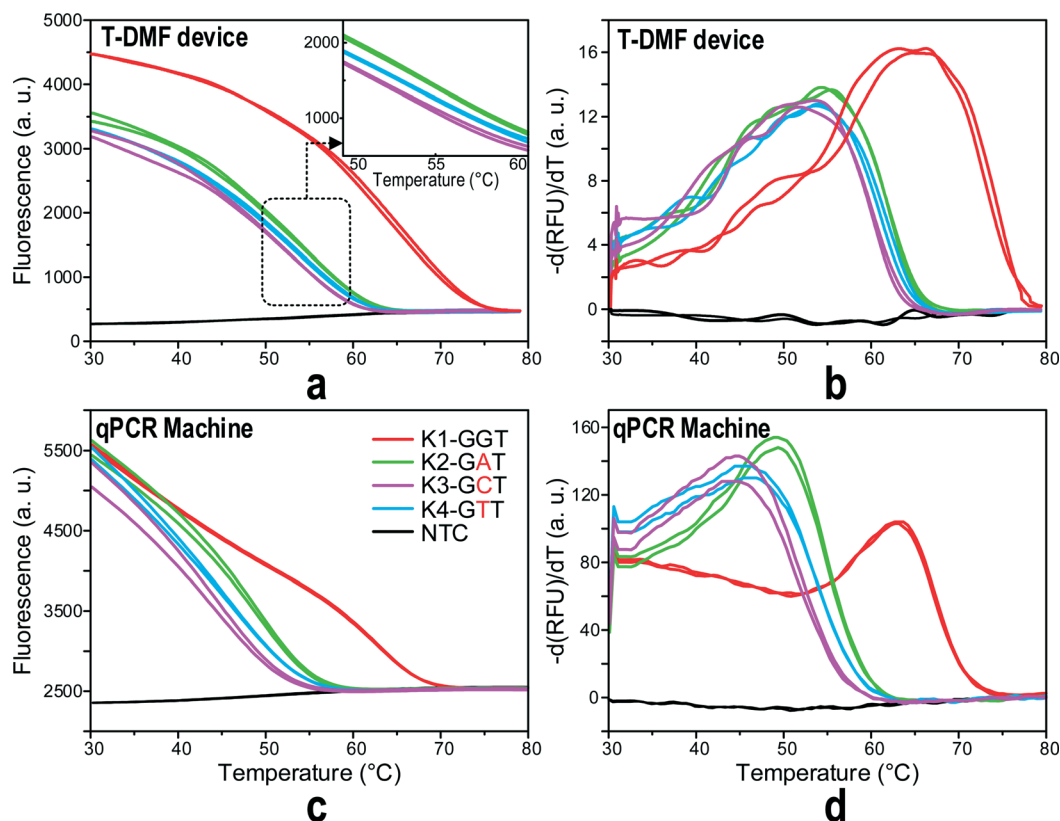 T-DMF device
Fluorescence (a. u.)
5000
4000
3000
2000
1000
0
30 40 50 60 70 80
2000
1000
50 55 60
Temperature (°C)
a
T-DMF device
-d(RFU)/dT (a. u.)
16
12
8
4
0
30 40 50 60 70 80
b
qPCR Machine
Fluorescence (a. u.)
5500
4500
3500
2500
30 40 50 60 70 80
Temperature (°C)
K1-GGT
K2-GAT
K3-GCT
K4-GTT
NTC
c
qPCR Machine
-d(RFU)/dT (a. u.)
160
120
80
40
0
30 40 50 60 70 80
Temperature (°C)
d